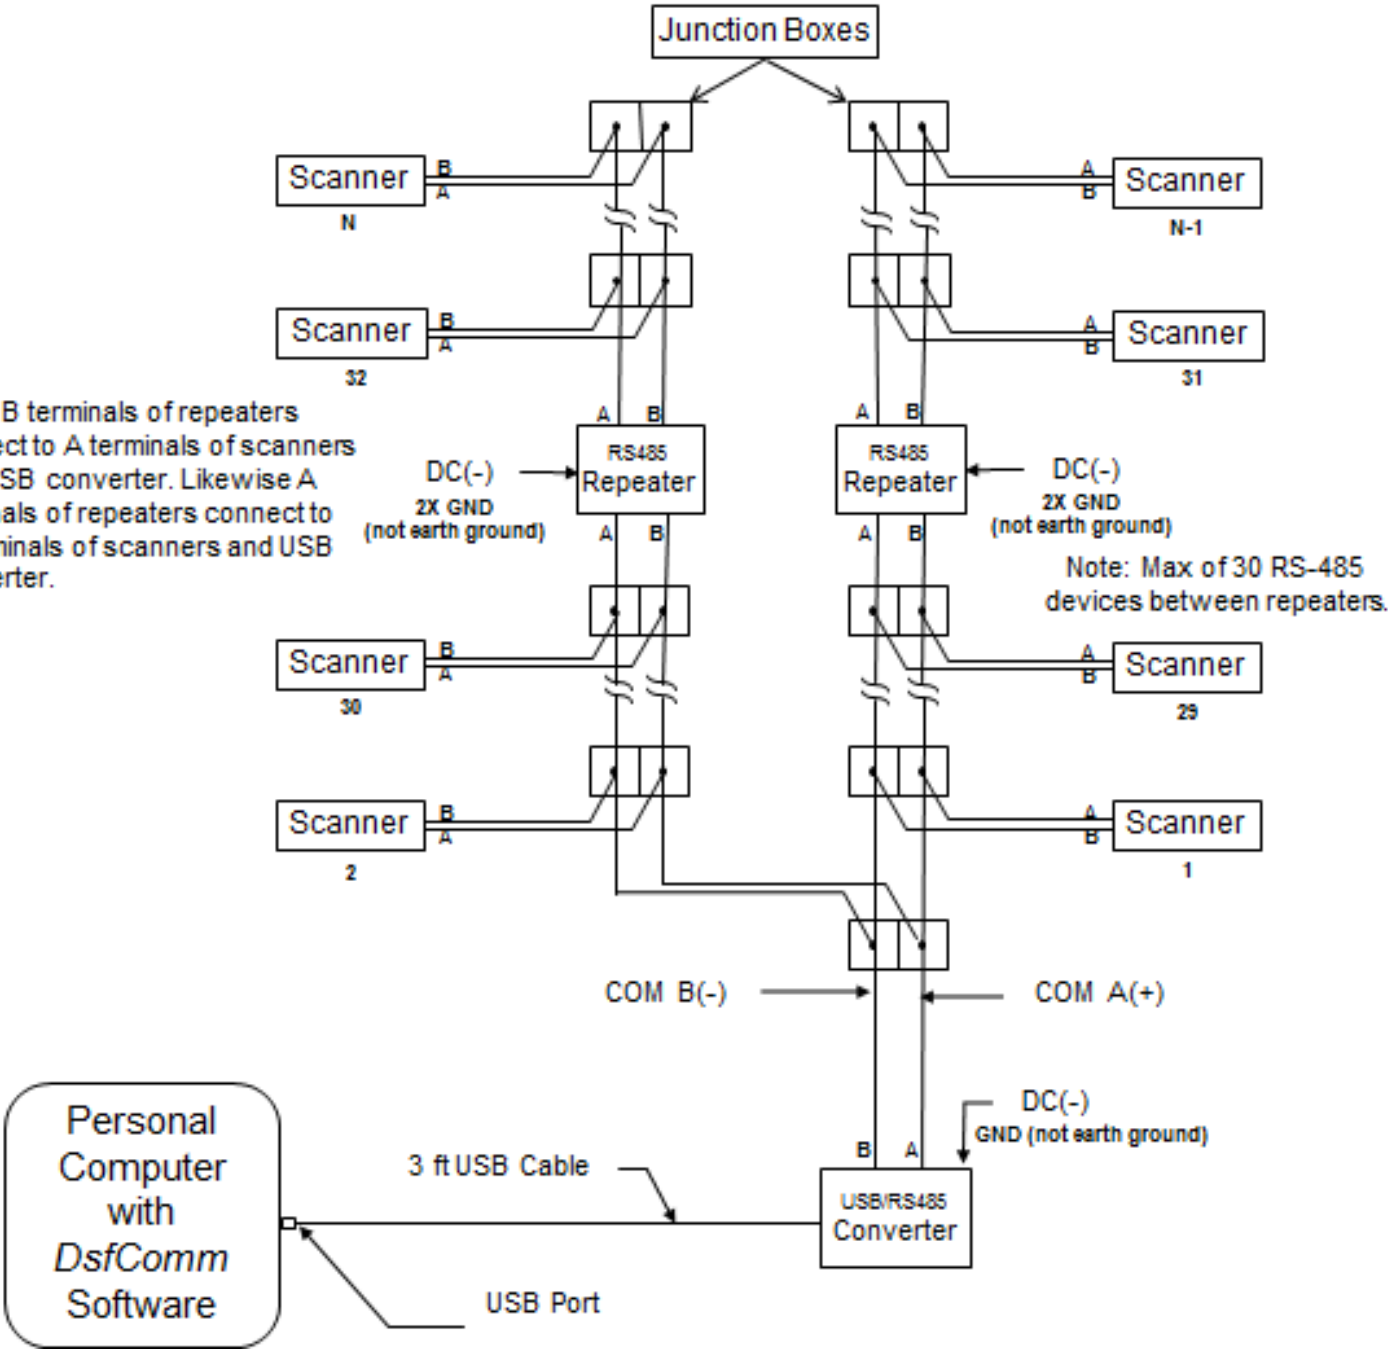 Junction Boxes
B
A
Scanner
N
A
B
Scanner
N-1
B
A
Scanner
32
A
B
Scanner
31
B terminals of repeaters
ect to A terminals of scanners
SB converter. Likewise A
als of repeaters connect to
minals of scanners and USB
erter.
A B
RS485
Repeater
A B
DC(-)
2X GND
(not earth ground)
A B
RS485
Repeater
A B
DC(-)
2X GND
(not earth ground)
Note: Max of 30 RS-485
devices between repeaters.
B
A
Scanner
30
A
B
Scanner
29
B
A
Scanner
2
A
B
Scanner
1
COM B(-)
COM A(+)
DC(-)
GND (not earth ground)
B A
USB/RS485
Converter
3 ft USB Cable
USB Port
Personal
Computer
with
DsfComm
Software